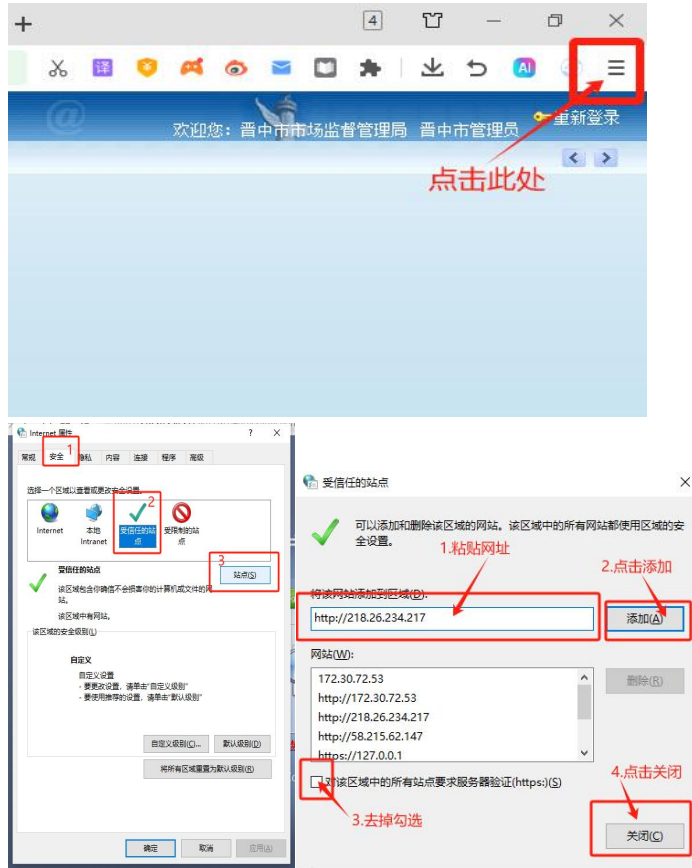 4
译
AI
@
欢迎您：晋中市市场监督管理局 晋中市管理员
重新登录
点击此处
Internet 属性
常规 安全 隐私 内容 连接 程序 高级
1
选择一个区域以查看或更改安全设置。
2
Internet
本地
Intranet
受信任的站
点
受限制的站
点
3
受信任的站点
站点(S)
该区域包含你确信不会损害你的计算机或文件的网
站。
该区域中有网站。
该区域的安全级别(L)
自定义
自定义设置
- 要更改设置，请单击"自定义级别"
- 要使用推荐的设置，请单击"默认级别"
自定义级别(C)...
默认级别(D)
将所有区域重置为默认级别(R)
确定
取消
应用(A)
受信任的站点
可以添加和删除该区域的网站。该区域中的所有网站都使用区域的安
全设置。
1.粘贴网址
2.点击添加
将该网站添加到区域(D):
http://218.26.234.217
添加(A)
网站(W):
172.30.72.53
http://172.30.72.53
http://218.26.234.217
http://58.215.62.147
https://127.0.0.1
删除(R)
对该区域中的所有站点要求服务器验证(https:)(S)
3.去掉勾选
4.点击关闭
关闭(C)